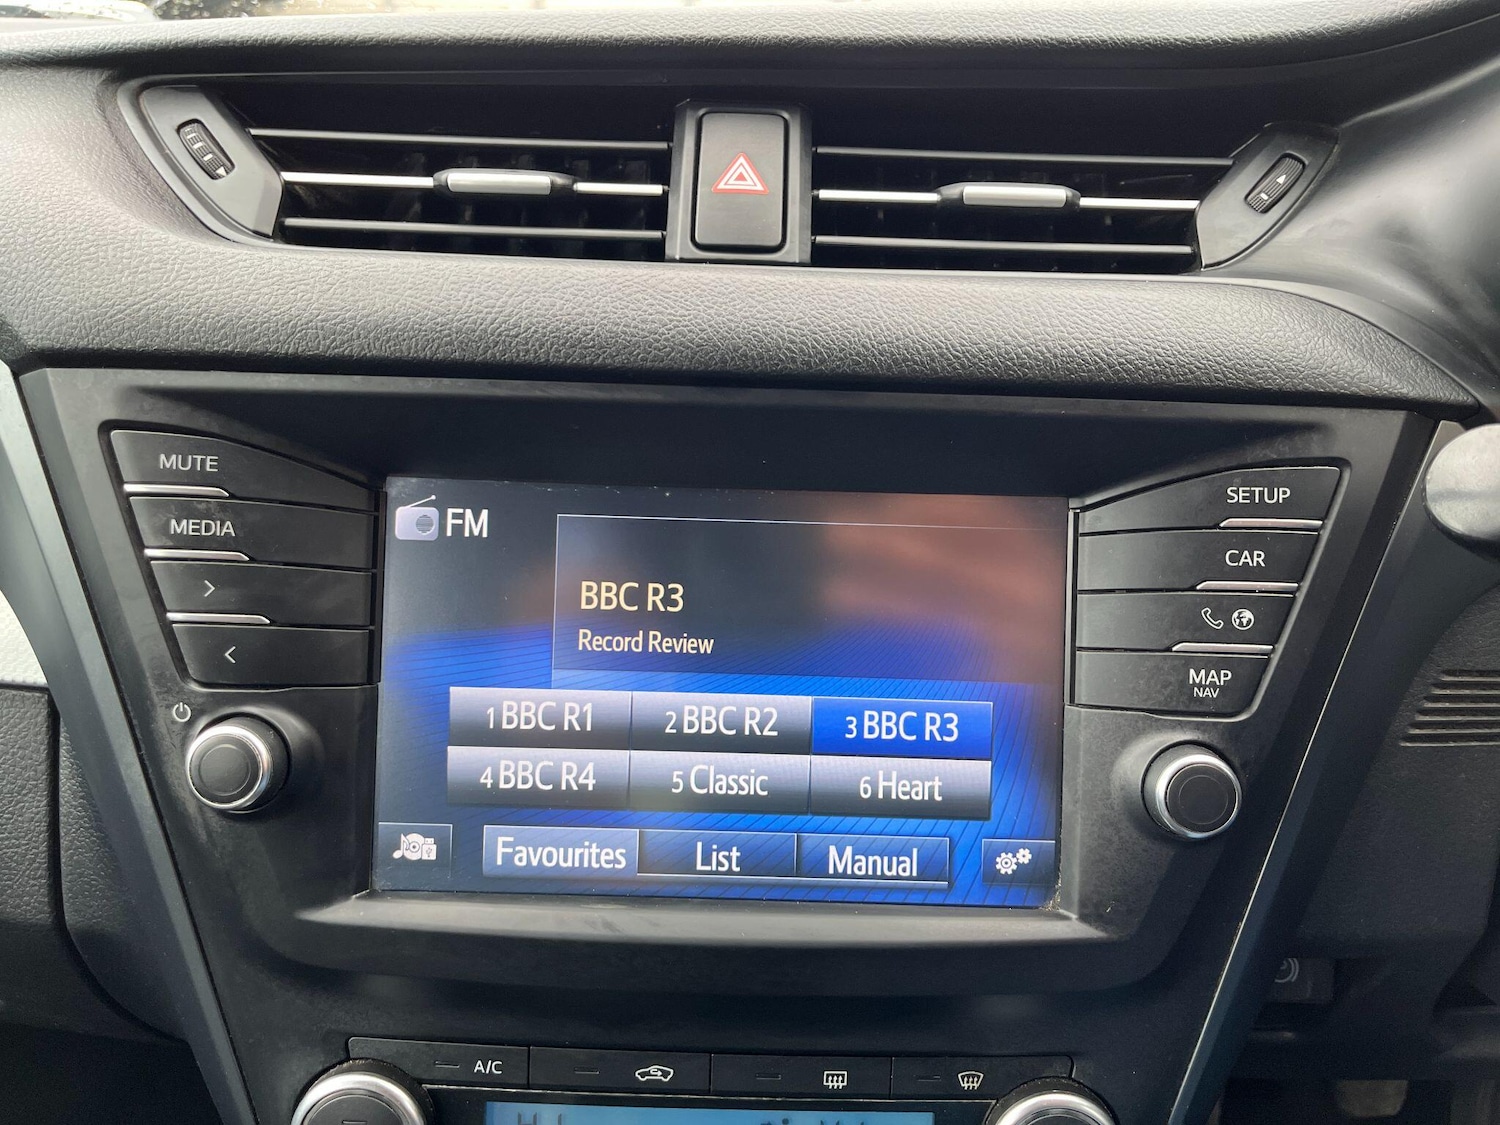 MUTE
MEDIA
>
<
SETUP
CAR
MAP
NAV
FM
BBC R3
Record Review
1 BBC R1
2 BBC R2
3 BBC R3
4 BBC R4
5 Classic
6 Heart
Favourites
List
Manual
A/C